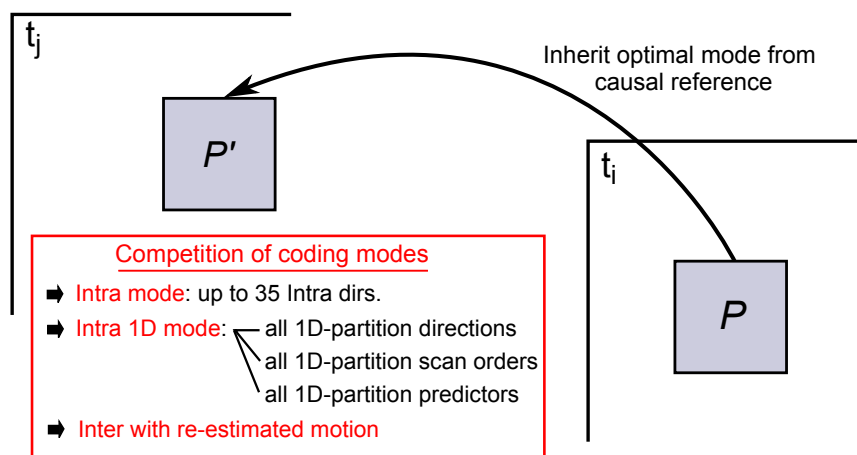 t_j
Inherit optimal mode from
causal reference
P'
t_i
Competition of coding modes
➡ Intra mode: up to 35 Intra dirs.
➡ Intra 1D mode: all 1D-partition directions
all 1D-partition scan orders
all 1D-partition predictors
➡ Inter with re-estimated motion
P